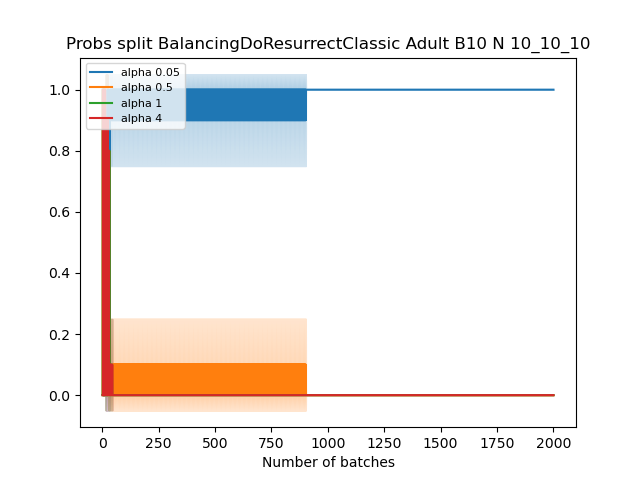 Probs split BalancingDoResurrectClassic Adult B10 N 10_10_10
alpha 0.05
alpha 0.5
alpha 1
alpha 4
1.0
0.8
0.6
0.4
0.2
0.0
0 250 500 750 1000 1250 1500 1750 2000
Number of batches